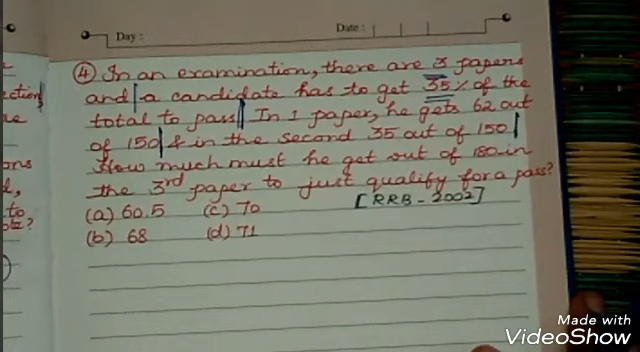 Day :
Date :
④ In an examination, there are 3 papers
and a candidate has to get 35% of the
total to pass. In 1 paper, he gets 62 out
of 150 & in the second 35 out of 150
How much must he get out of 180 in
the 3rd paper to just qualify for a pass?
(a) 60.5 (c) 70 [RRB - 2002]
(b) 68 (d) 71
ection
ons
to
Made with
VideoShow